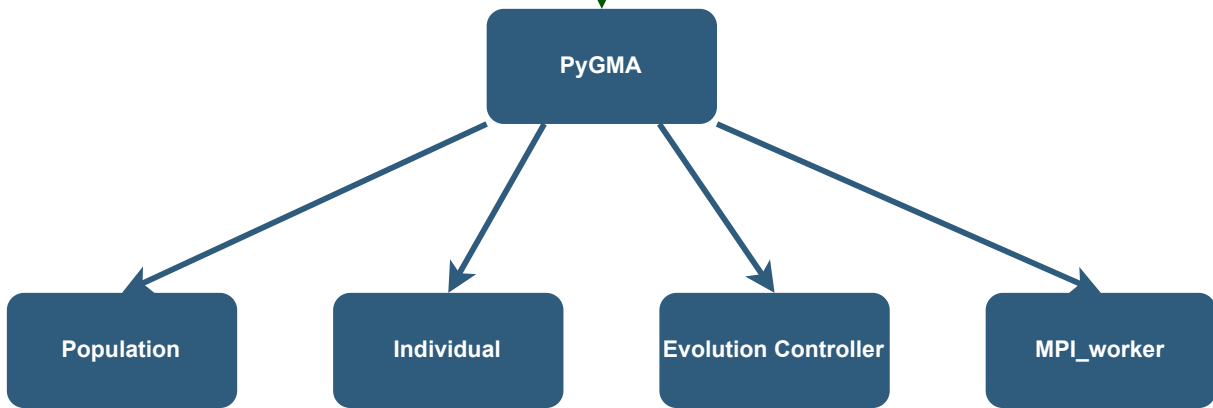 PyGMA
Population
Individual
Evolution Controller
MPI_worker